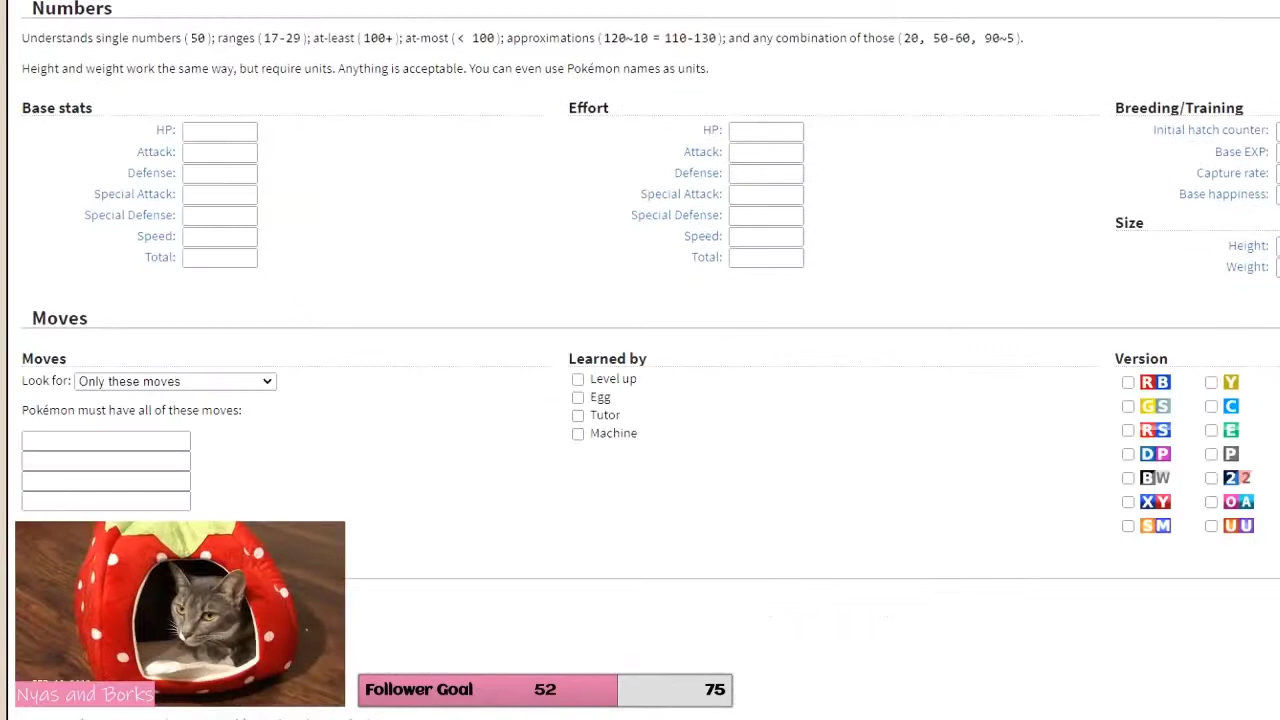 Numbers
Understands single numbers (50); ranges (17-29); at-least (100+); at-most (< 100); approximations (120~10 = 110-130); and any combination of those (20, 50-60, 90~5).
Height and weight work the same way, but require units. Anything is acceptable. You can even use Pokémon names as units.
Base stats
HP:
Attack:
Defense:
Special Attack:
Special Defense:
Speed:
Total:
Effort
HP:
Attack:
Defense:
Special Attack:
Special Defense:
Speed:
Total:
Breeding/Training
Initial hatch counter:
Base EXP:
Capture rate:
Base happiness:
Size
Height:
Weight:
Moves
Moves
Look for: Only these moves
Pokémon must have all of these moves:
Learned by
Level up
Egg
Tutor
Machine
Version
RB Y
GS C
RS E
DP P
BW 22
XY OA
SM UU
Nyas and Borks
Follower Goal 52 75